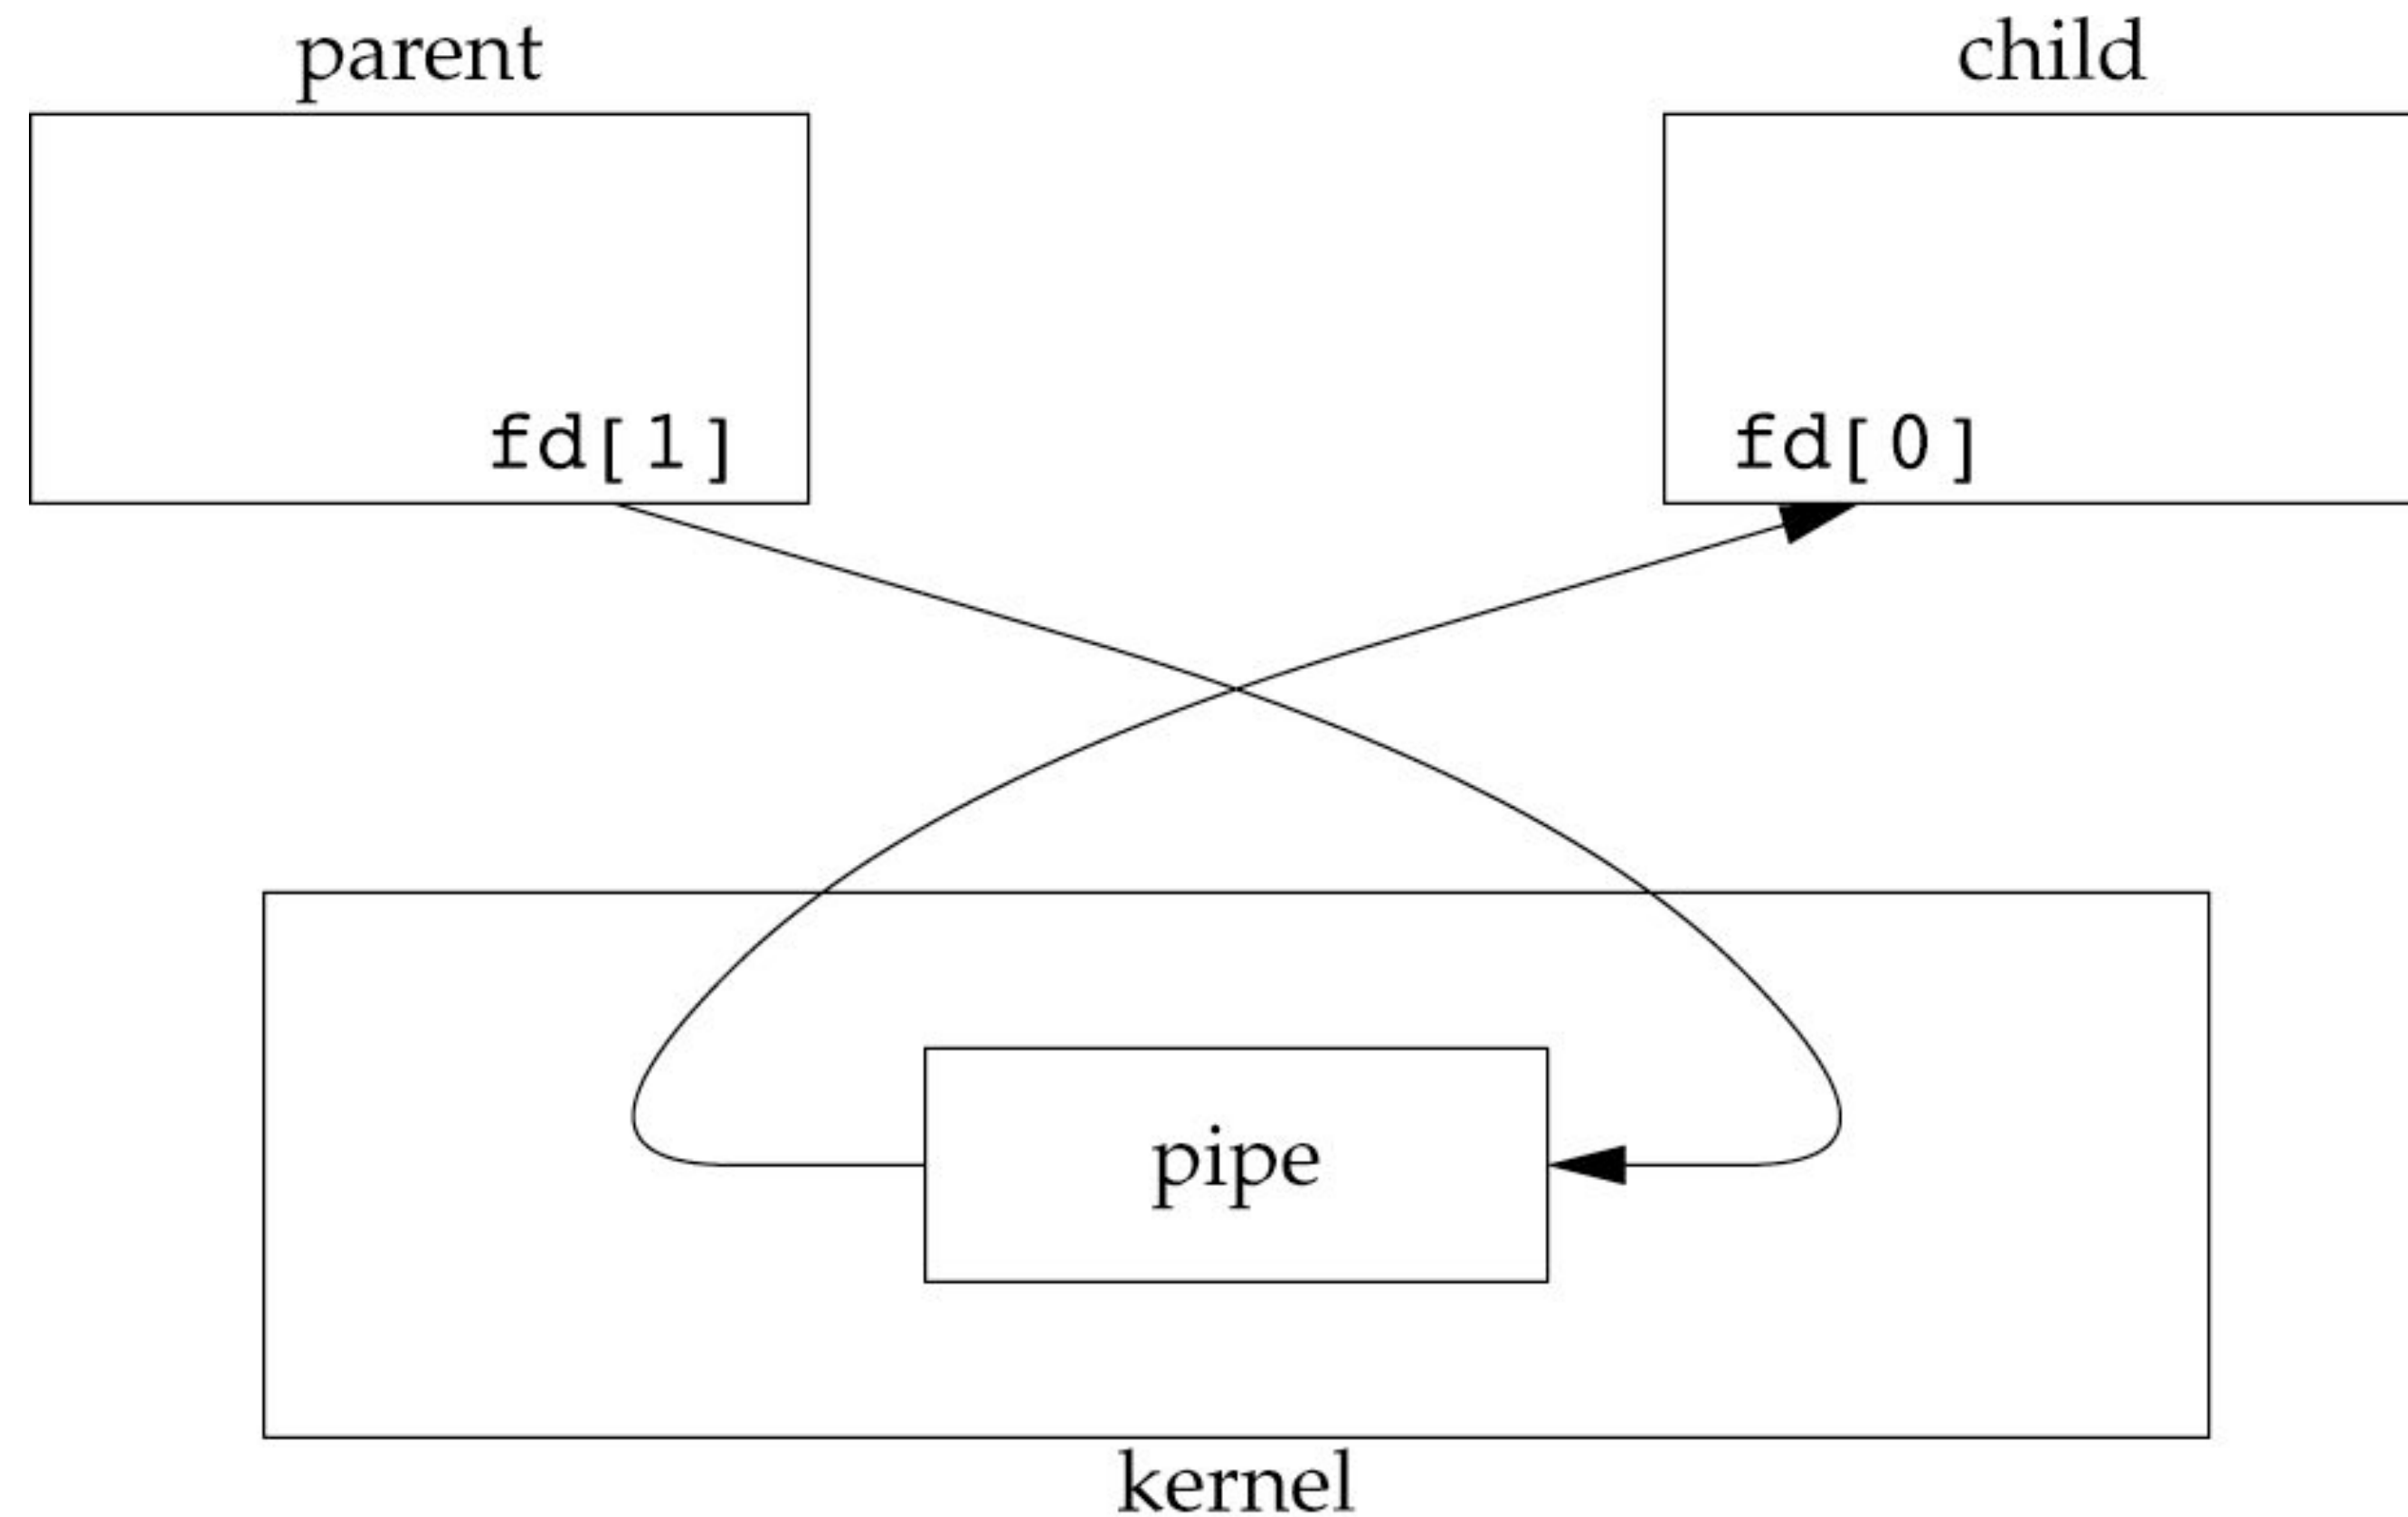 parent
child
fd[1]
fd[0]
pipe
kernel